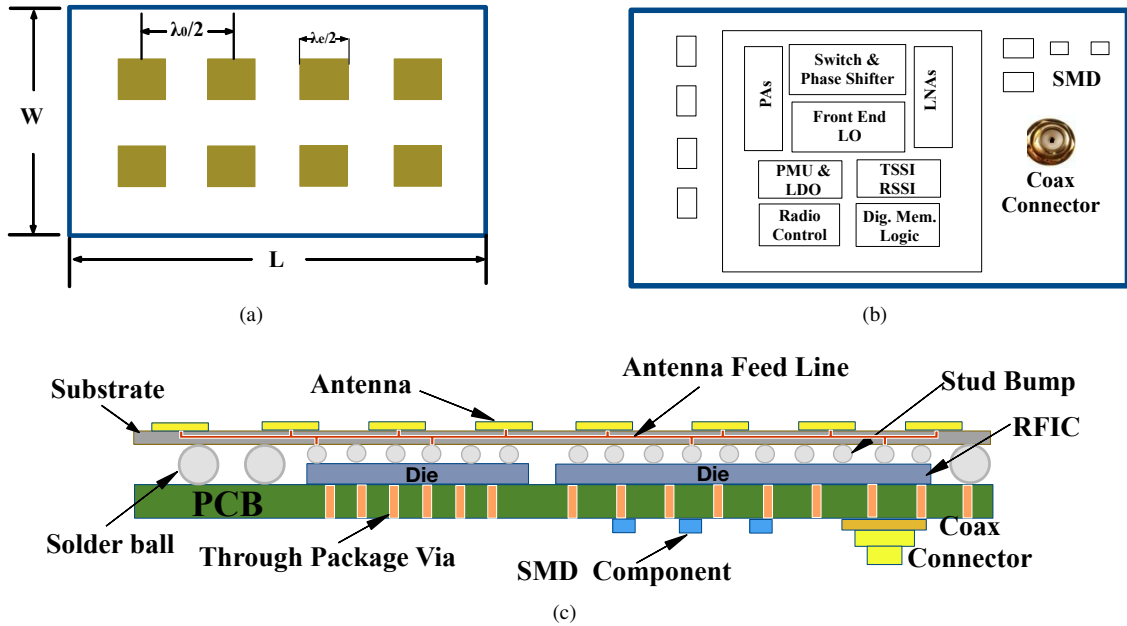 λ₀/2
λe/2
W
L
(a)
PAs
Switch &
Phase Shifter
LNAs
Front End
LO
PMU &
LDO
TSSI
RSSI
Radio
Control
Dig. Mem.
Logic
SMD
Coax
Connector
(b)
Substrate
Antenna
Antenna Feed Line
Stud Bump
RFIC
Die
Die
PCB
Solder ball
Through Package Via
SMD Component
Coax
Connector
(c)